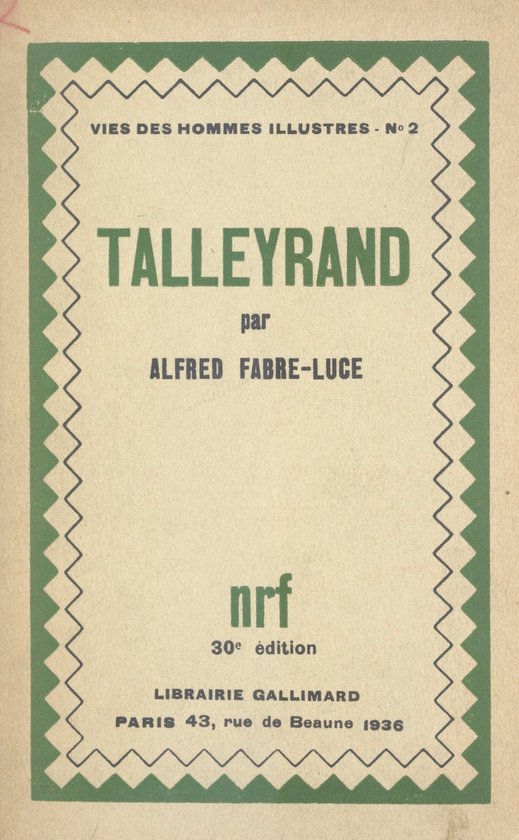 VIES DES HOMMES ILLUSTRES - No 2
TALLEYRAND
par
ALFRED FABRE-LUCE
nrf
30e édition
LIBRAIRIE GALLIMARD
PARIS 43, rue de Beaune 1936